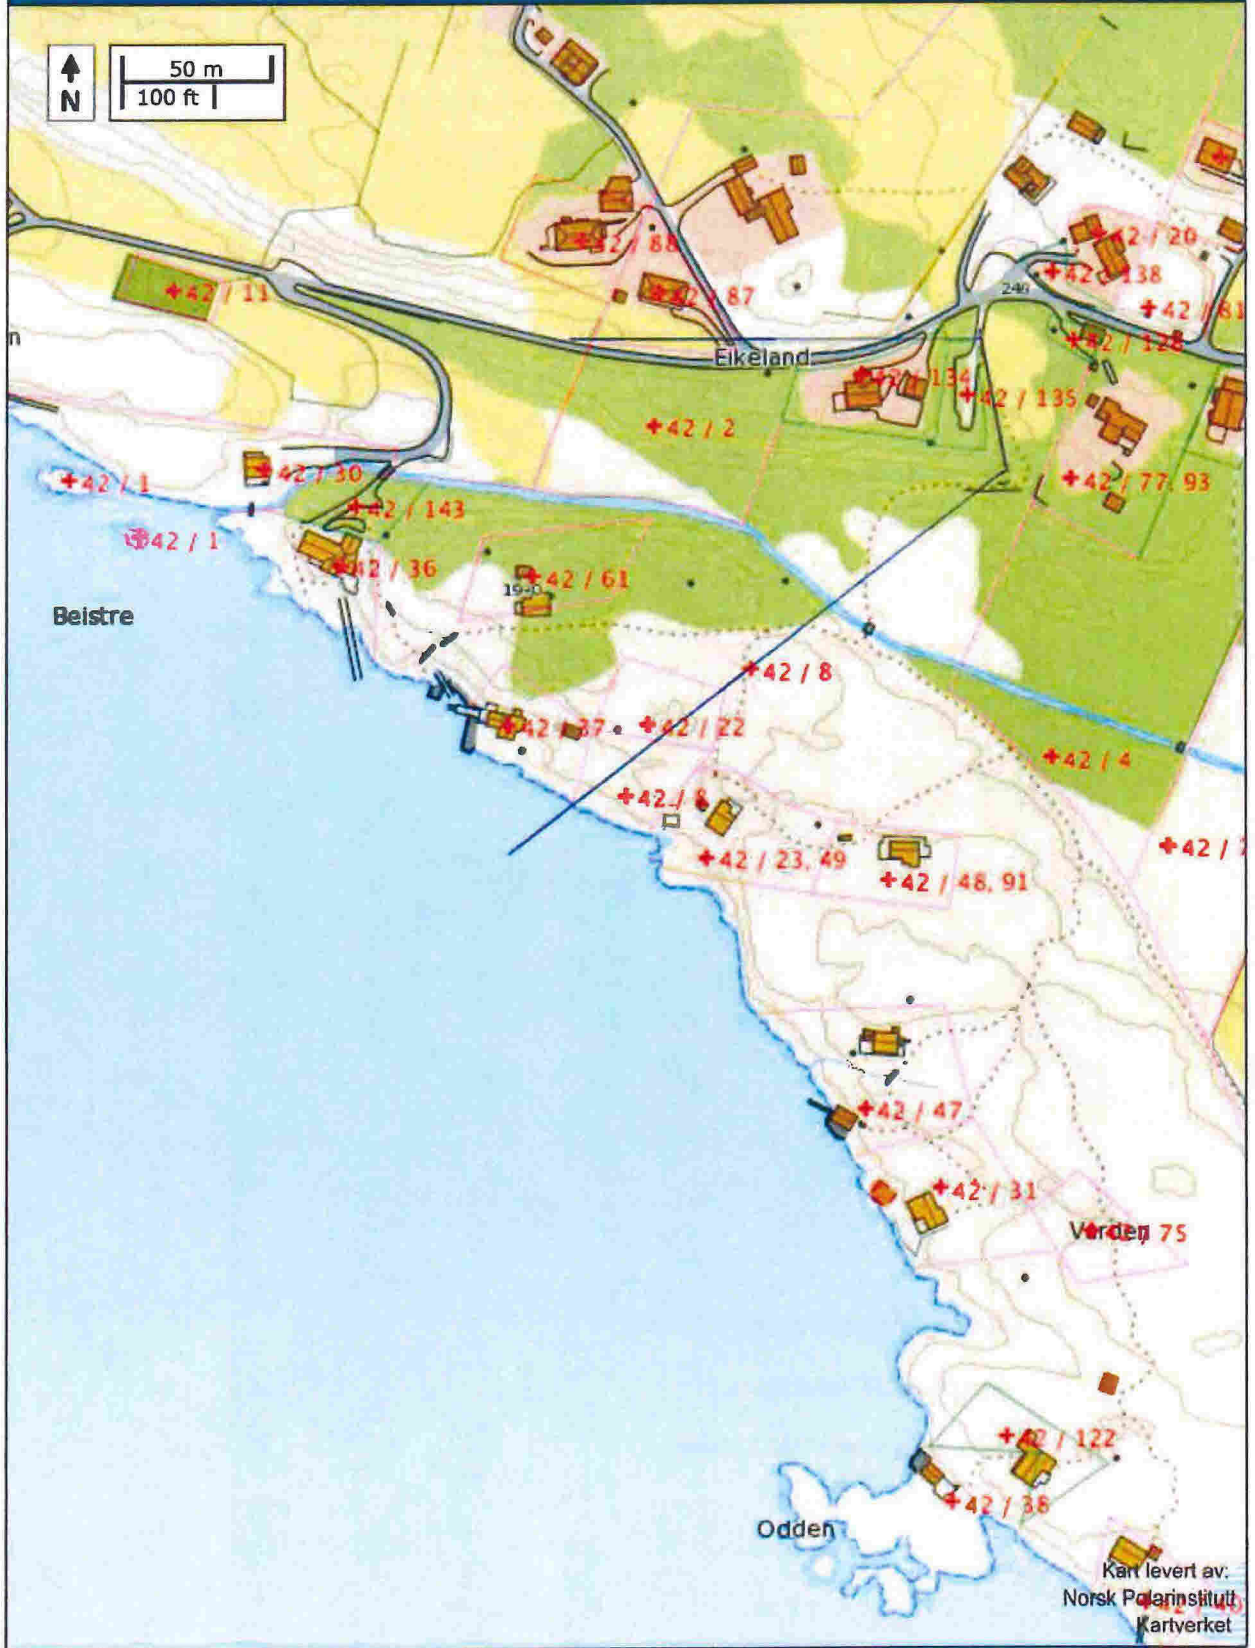 50 m
100 ft
N
42 / 20
42 / 88
42 / 138
42 / 11
42 / 87
42 / 81
248
n
42 / 128
Eikeland
42 / 134
42 / 135
42 / 2
42 / 30
42 / 1
42 / 77, 93
42 / 143
42 / 1
42 / 36
42 / 61
Beistre
42 / 8
42 / 37
42 / 22
42 / 4
42 / 8
42 /
42 / 23, 49
42 / 48, 91
42 / 47
42 / 31
Varden
75
42 / 122
42 / 38
Odden
Kart levert av:
Norsk Polarinstitutt
Kartverket